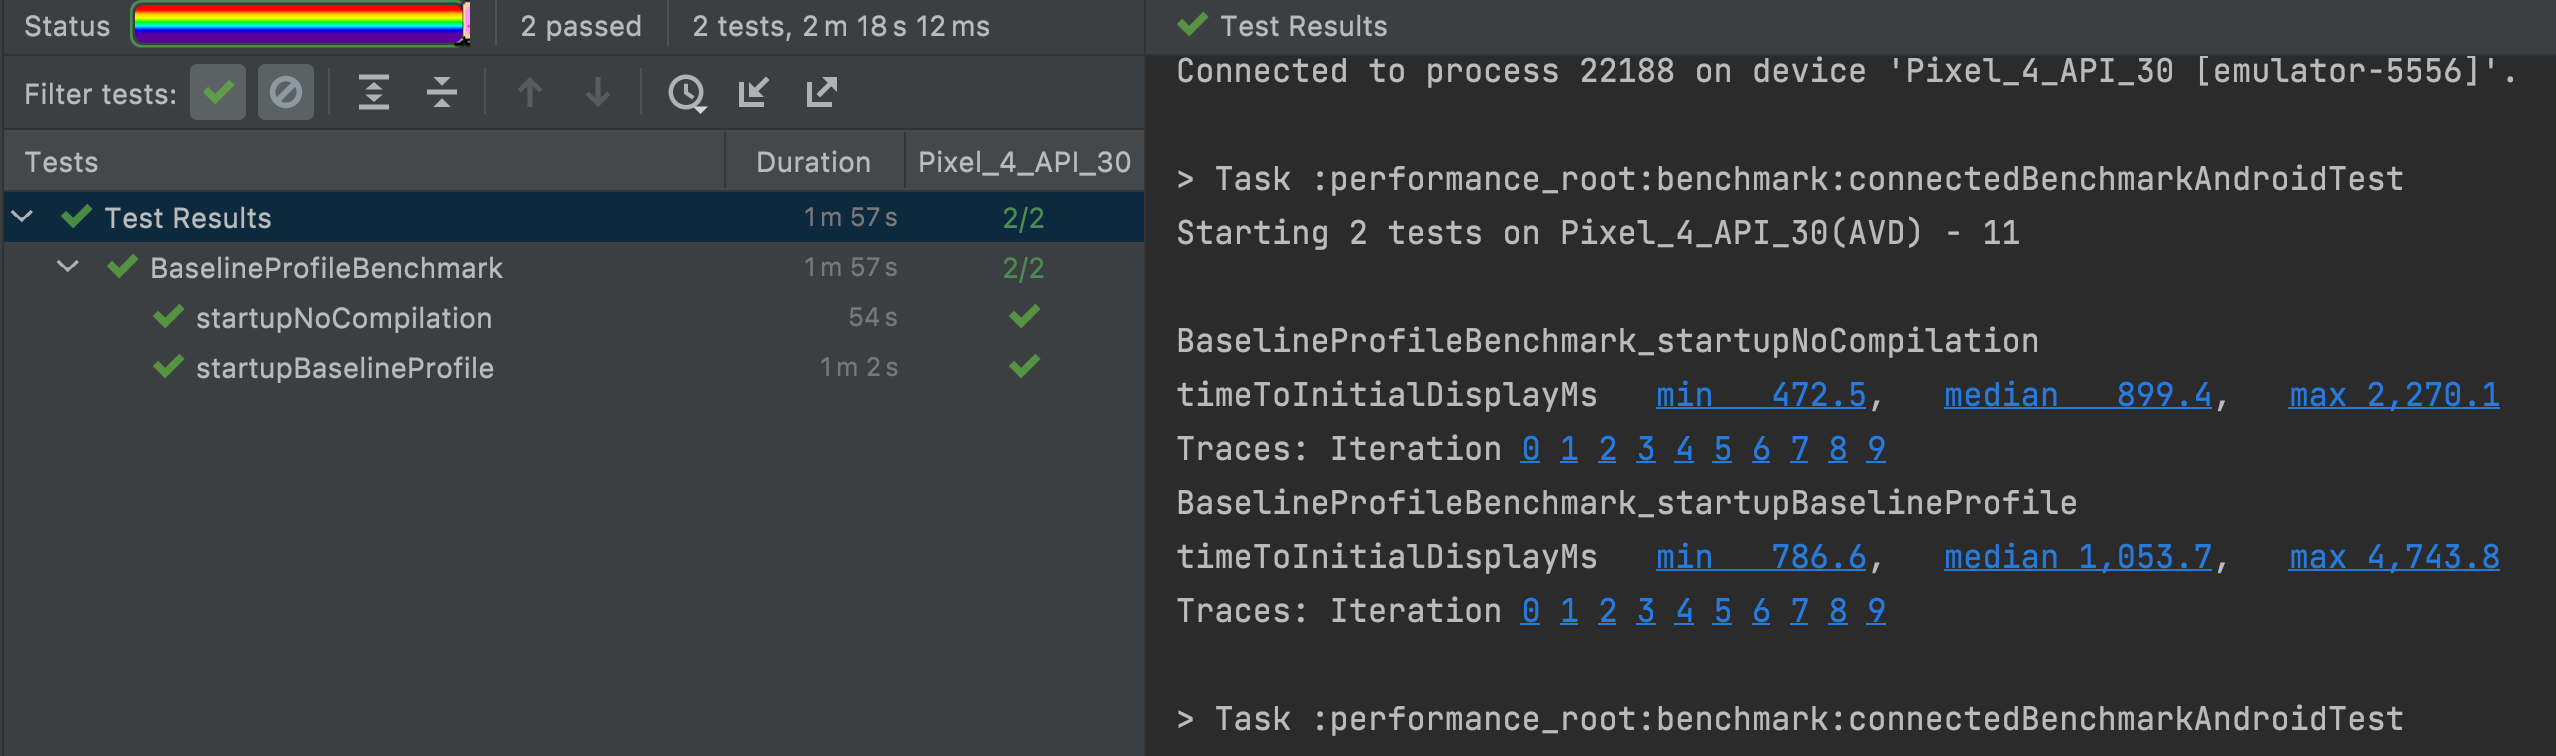 Status 2 passed 2 tests, 2 m 18 s 12 ms
Filter tests:
Tests Duration Pixel_4_API_30
Test Results 1 m 57 s 2/2
BaselineProfileBenchmark 1 m 57 s 2/2
startupNoCompilation 54 s
startupBaselineProfile 1 m 2 s
Test Results
Connected to process 22188 on device 'Pixel_4_API_30 [emulator-5556]'.
> Task :performance_root:benchmark:connectedBenchmarkAndroidTest
Starting 2 tests on Pixel_4_API_30(AVD) - 11
BaselineProfileBenchmark_startupNoCompilation
timeToInitialDisplayMs min 472.5, median 899.4, max 2,270.1
Traces: Iteration 0 1 2 3 4 5 6 7 8 9
BaselineProfileBenchmark_startupBaselineProfile
timeToInitialDisplayMs min 786.6, median 1,053.7, max 4,743.8
Traces: Iteration 0 1 2 3 4 5 6 7 8 9
> Task :performance_root:benchmark:connectedBenchmarkAndroidTest